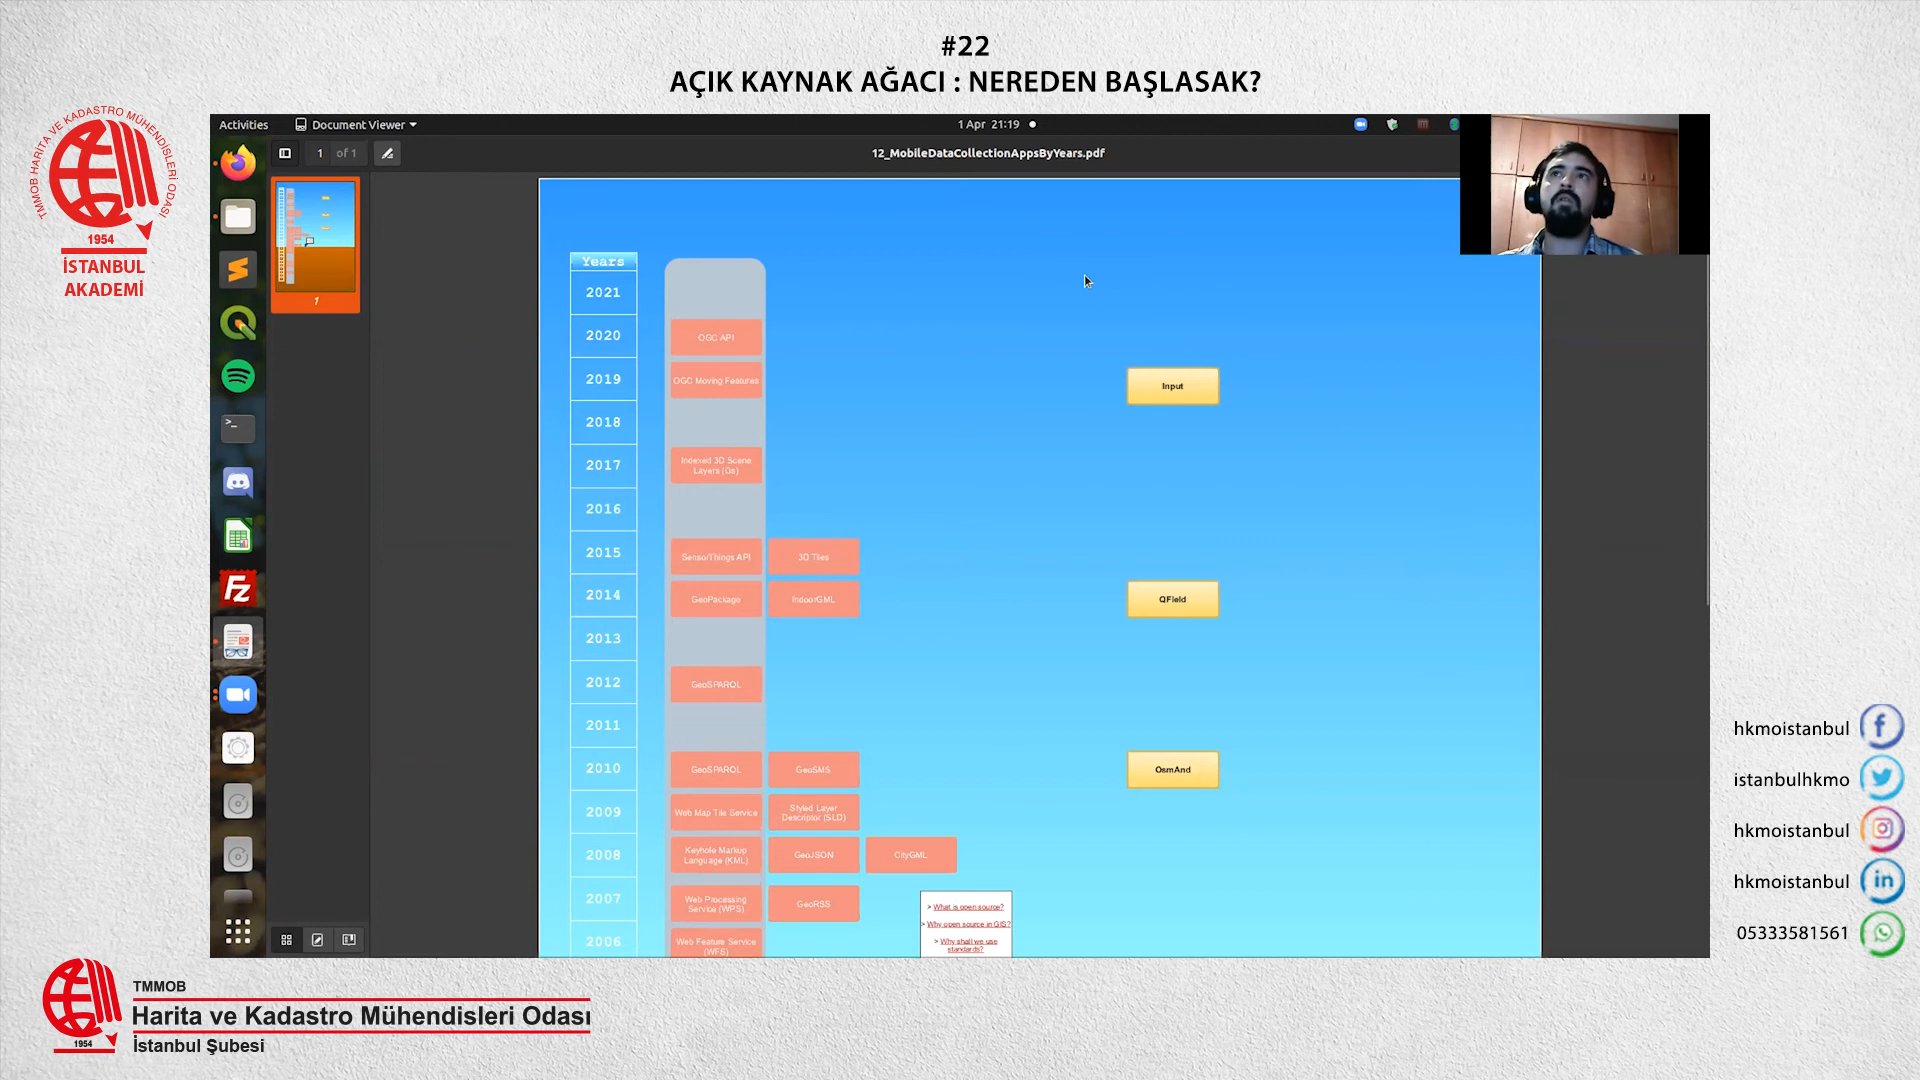 #22
AÇIK KAYNAK AĞACI : NEREDEN BAŞLASAK?
TMMOB HARİTA VE KADASTRO MÜHENDİSLERİ ODASI
1954
İSTANBUL
AKADEMİ
Activities
Document Viewer
1 Apr 21:19
1 of 1
12_MobileDataCollectionAppsByYears.pdf
1
Years
2021
2020
OGC API
2019
OGC Moving Features
Input
2018
2017
Indexed 3D Scene
Layers (I3s)
2016
2015
SensorThings API
3D Tiles
2014
GeoPackage
IndoorGML
QField
2013
2012
GeoSPARQL
2011
2010
GeoSPARQL
GeoSMS
OsmAnd
2009
Web Map Tile Service
Styled Layer
Descriptor (SLD)
2008
Keyhole Markup
Language (KML)
GeoJSON
CityGML
2007
Web Processing
Service (WPS)
GeoRSS
> What is open source?
> Why open source in GIS?
> Why shall we use
standards?
2006
Web Feature Service
(WFS)
hkmoistanbul
istanbulhkmo
hkmoistanbul
hkmoistanbul
05333581561
1954
TMMOB
Harita ve Kadastro Mühendisleri Odası
İstanbul Şubesi